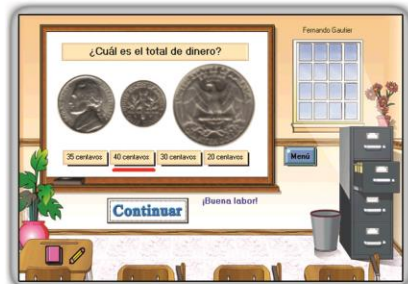 Fernando Gautier
¿Cuál es el total de dinero?
35 centavos
40 centavos
30 centavos
20 centavos
Menú
Continuar
¡Buena labor!